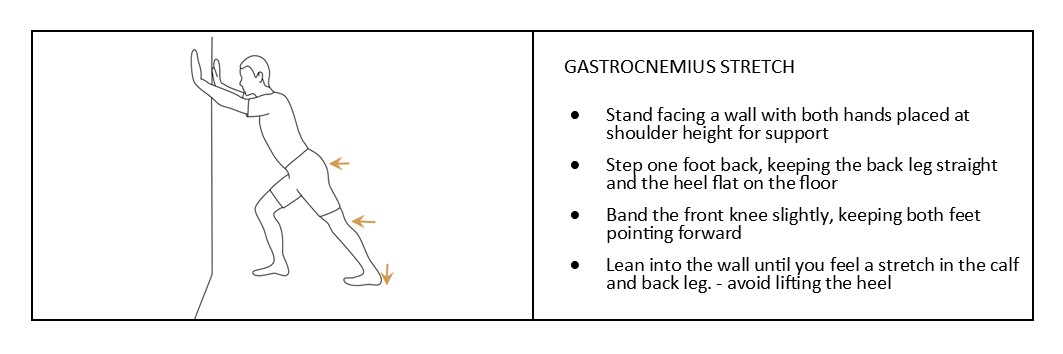 GASTROCNEMIUS STRETCH
● Stand facing a wall with both hands placed at
shoulder height for support
● Step one foot back, keeping the back leg straight
and the heel flat on the floor
● Band the front knee slightly, keeping both feet
pointing forward
● Lean into the wall until you feel a stretch in the calf
and back leg. - avoid lifting the heel